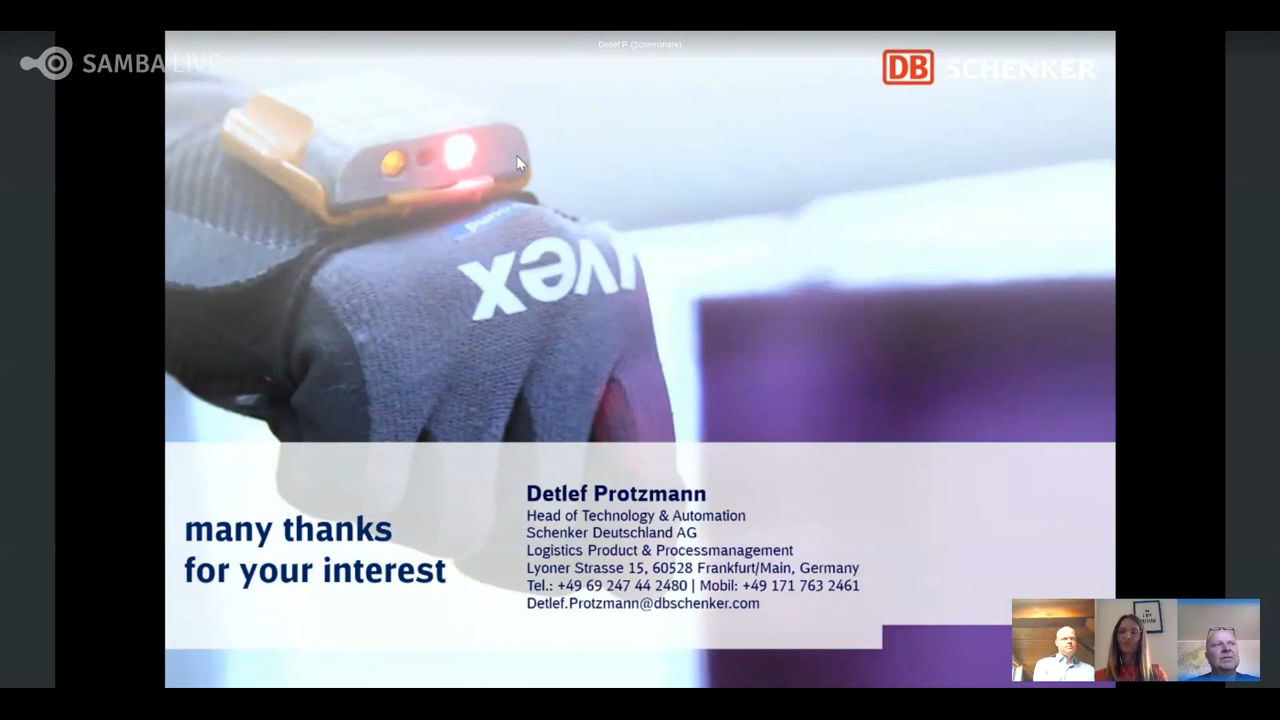 Detlef P. (Screenshare)
SAMBA LIVE
DB SCHENKER
uvex
many thanks
for your interest
Detlef Protzmann
Head of Technology & Automation
Schenker Deutschland AG
Logistics Product & Processmanagement
Lyoner Strasse 15, 60528 Frankfurt/Main, Germany
Tel.: +49 69 247 44 2480 | Mobil: +49 171 763 2461
Detlef.Protzmann@dbschenker.com